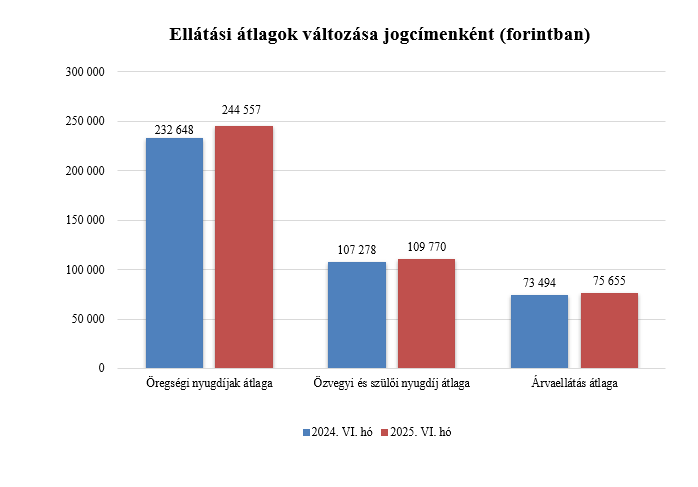 Ellátási átlagok változása jogcímenként (forintban)
300 000
250 000
200 000
150 000
100 000
50 000
0
232 648
244 557
107 278
109 770
73 494
75 655
Öregségi nyugdíjak átlaga
Özvegyi és szülői nyugdíj átlaga
Árvaellátás átlaga
2024. VI. hó
2025. VI. hó